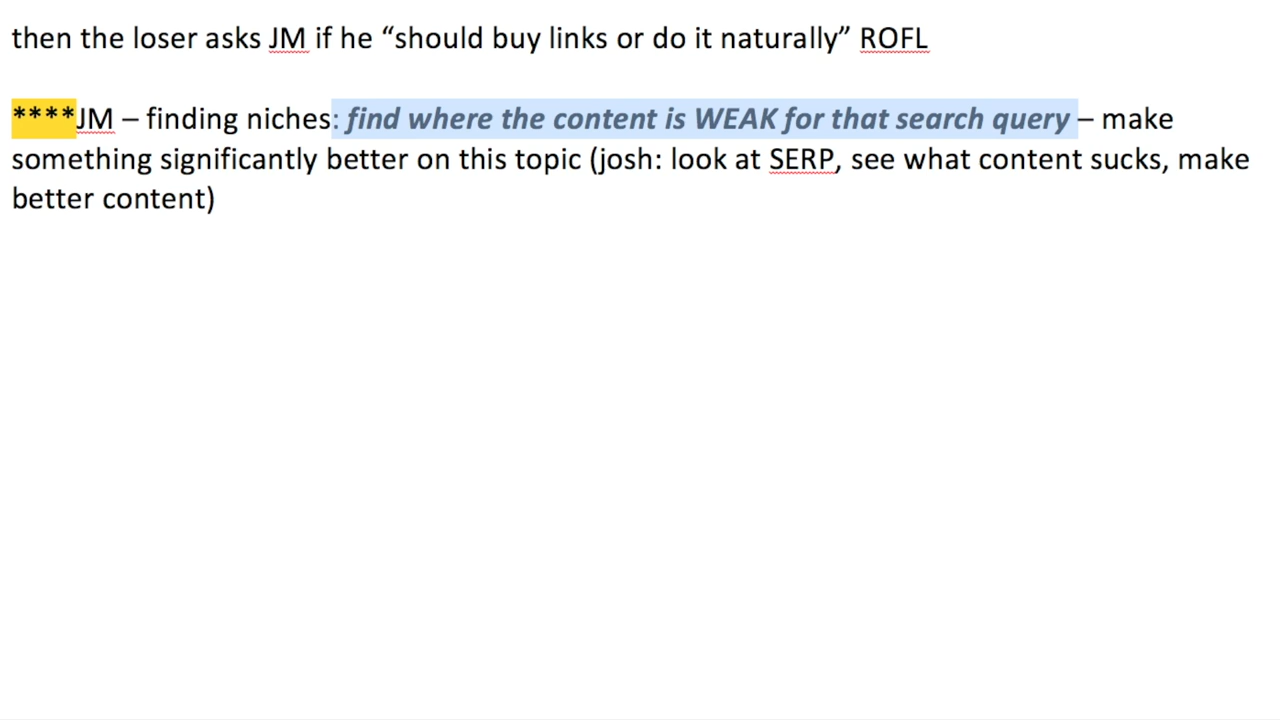 then the loser asks JM if he “should buy links or do it naturally” ROFL
****JM – finding niches: find where the content is WEAK for that search query – make
something significantly better on this topic (josh: look at SERP, see what content sucks, make
better content)